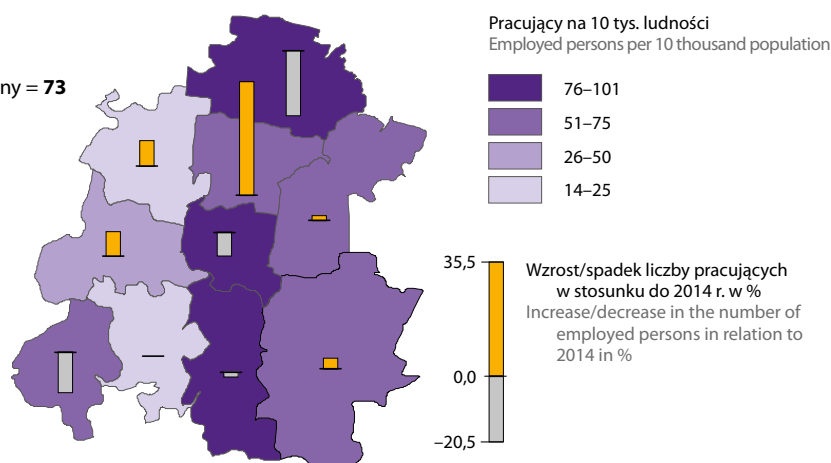 ny = 73
Pracujący na 10 tys. ludności
Employed persons per 10 thousand population
76–101
51–75
26–50
14–25
35,5
0,0
–20,5
Wzrost/spadek liczby pracujących
w stosunku do 2014 r. w %
Increase/decrease in the number of
employed persons in relation to
2014 in %